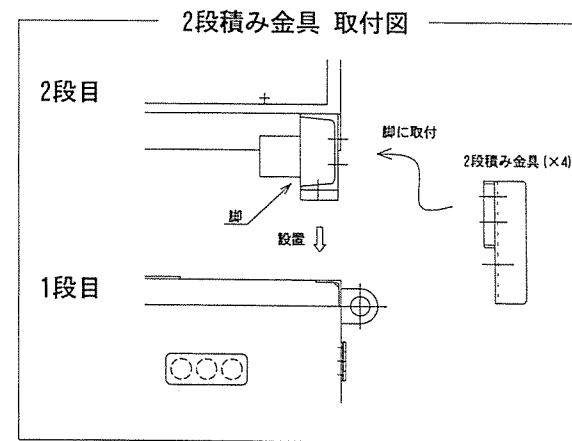 2段積み金具 取付図
2段目
脚に取付
2段積み金具(×4)
脚
設置
1段目